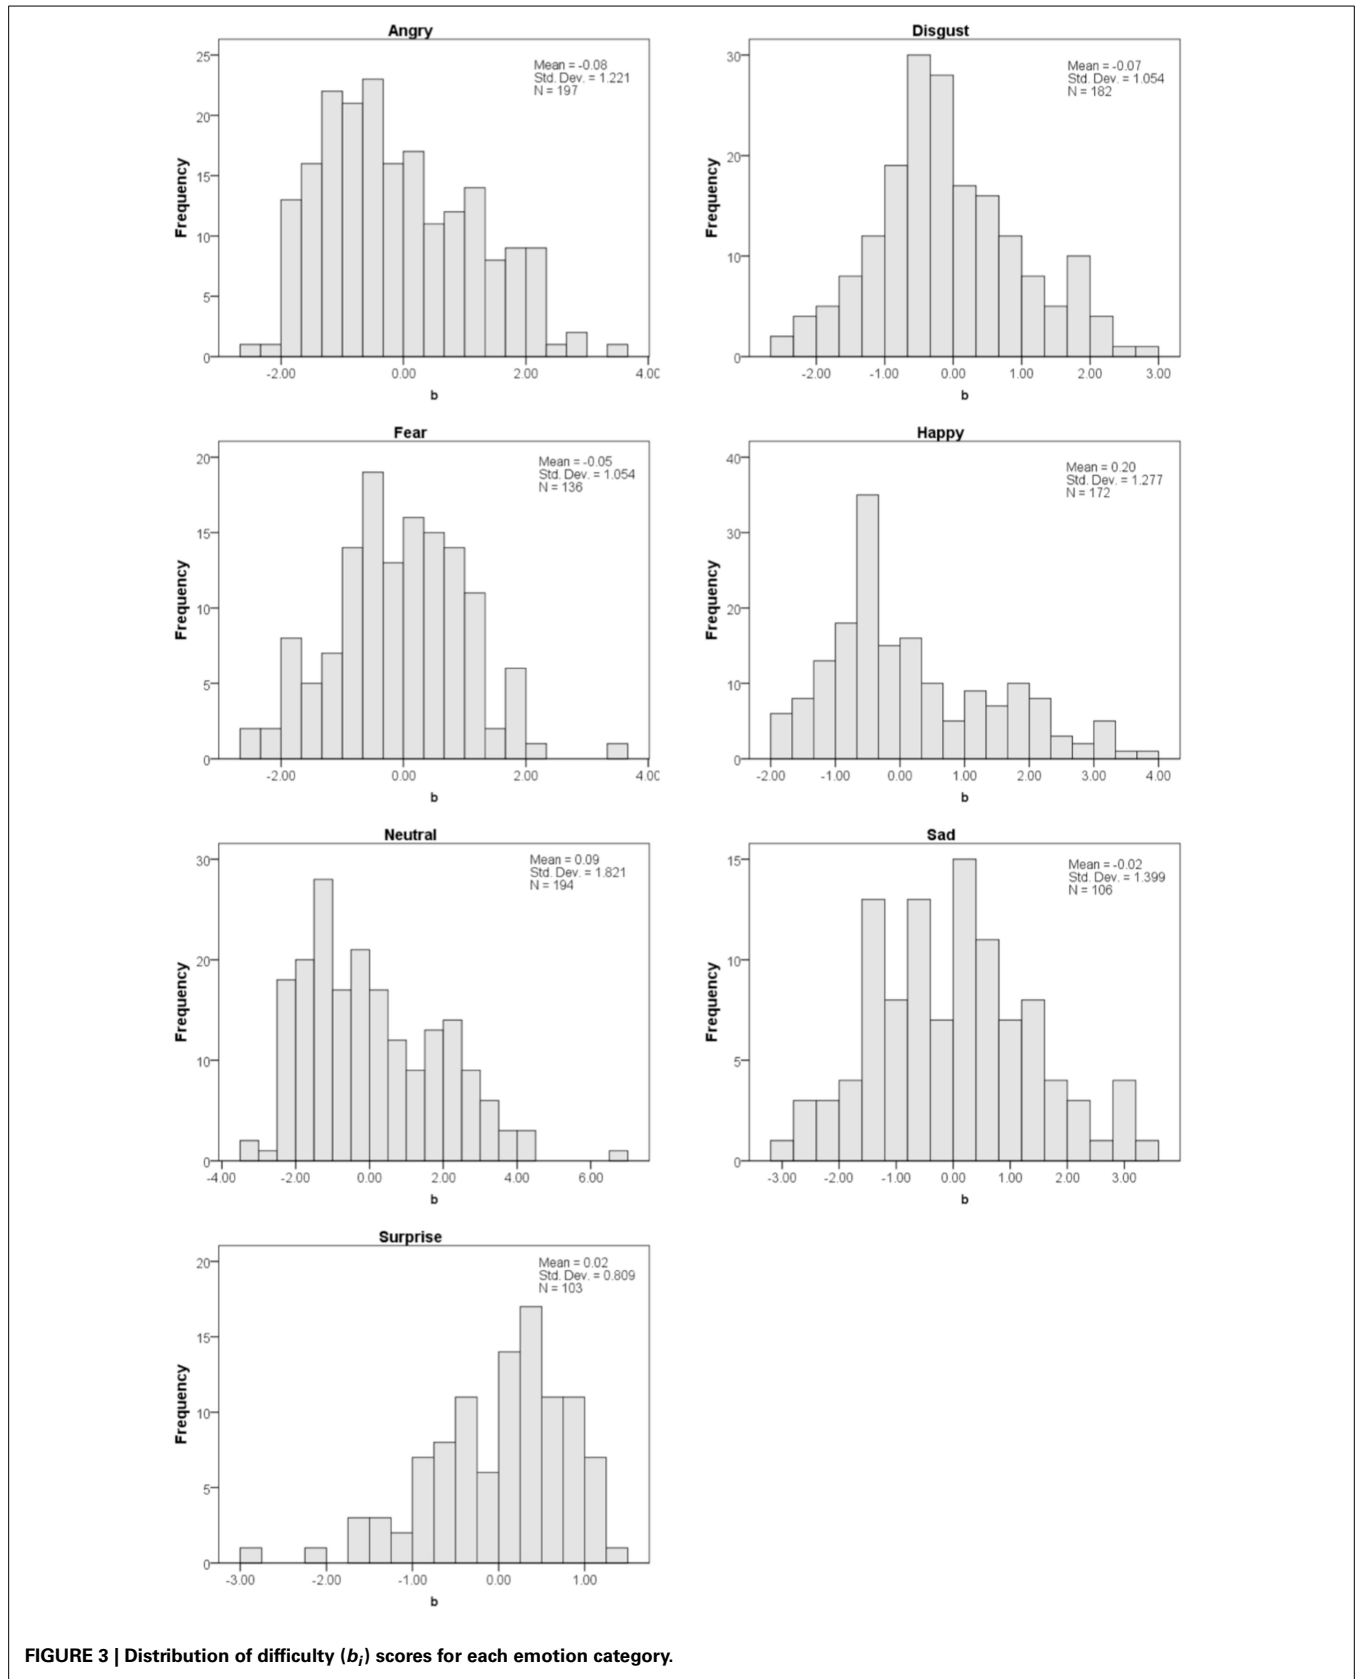 Angry
Mean = -0.08
Std. Dev. = 1.221
N = 197
25
20
15
10
5
0
Frequency
-2.00 0.00 2.00 4.0C
b
Disgust
Mean = -0.07
Std. Dev. = 1.054
N = 182
30
20
10
0
Frequency
-2.00 -1.00 0.00 1.00 2.00 3.00
b
Fear
Mean = -0.05
Std. Dev. = 1.054
N = 136
20
15
10
5
0
Frequency
-2.00 0.00 2.00 4.0C
b
Happy
Mean = 0.20
Std. Dev. = 1.277
N = 172
40
30
20
10
0
Frequency
-2.00 -1.00 0.00 1.00 2.00 3.00 4.00
b
Neutral
Mean = 0.09
Std. Dev. = 1.821
N = 194
30
20
10
0
Frequency
-4.00 -2.00 0.00 2.00 4.00 6.00
b
Sad
Mean = -0.02
Std. Dev. = 1.399
N = 106
15
10
5
0
Frequency
-3.00 -2.00 -1.00 0.00 1.00 2.00 3.00
b
Surprise
Mean = 0.02
Std. Dev. = 0.809
N = 103
20
15
10
5
0
Frequency
-3.00 -2.00 -1.00 0.00 1.00
b
FIGURE 3 | Distribution of difficulty (bi) scores for each emotion category.